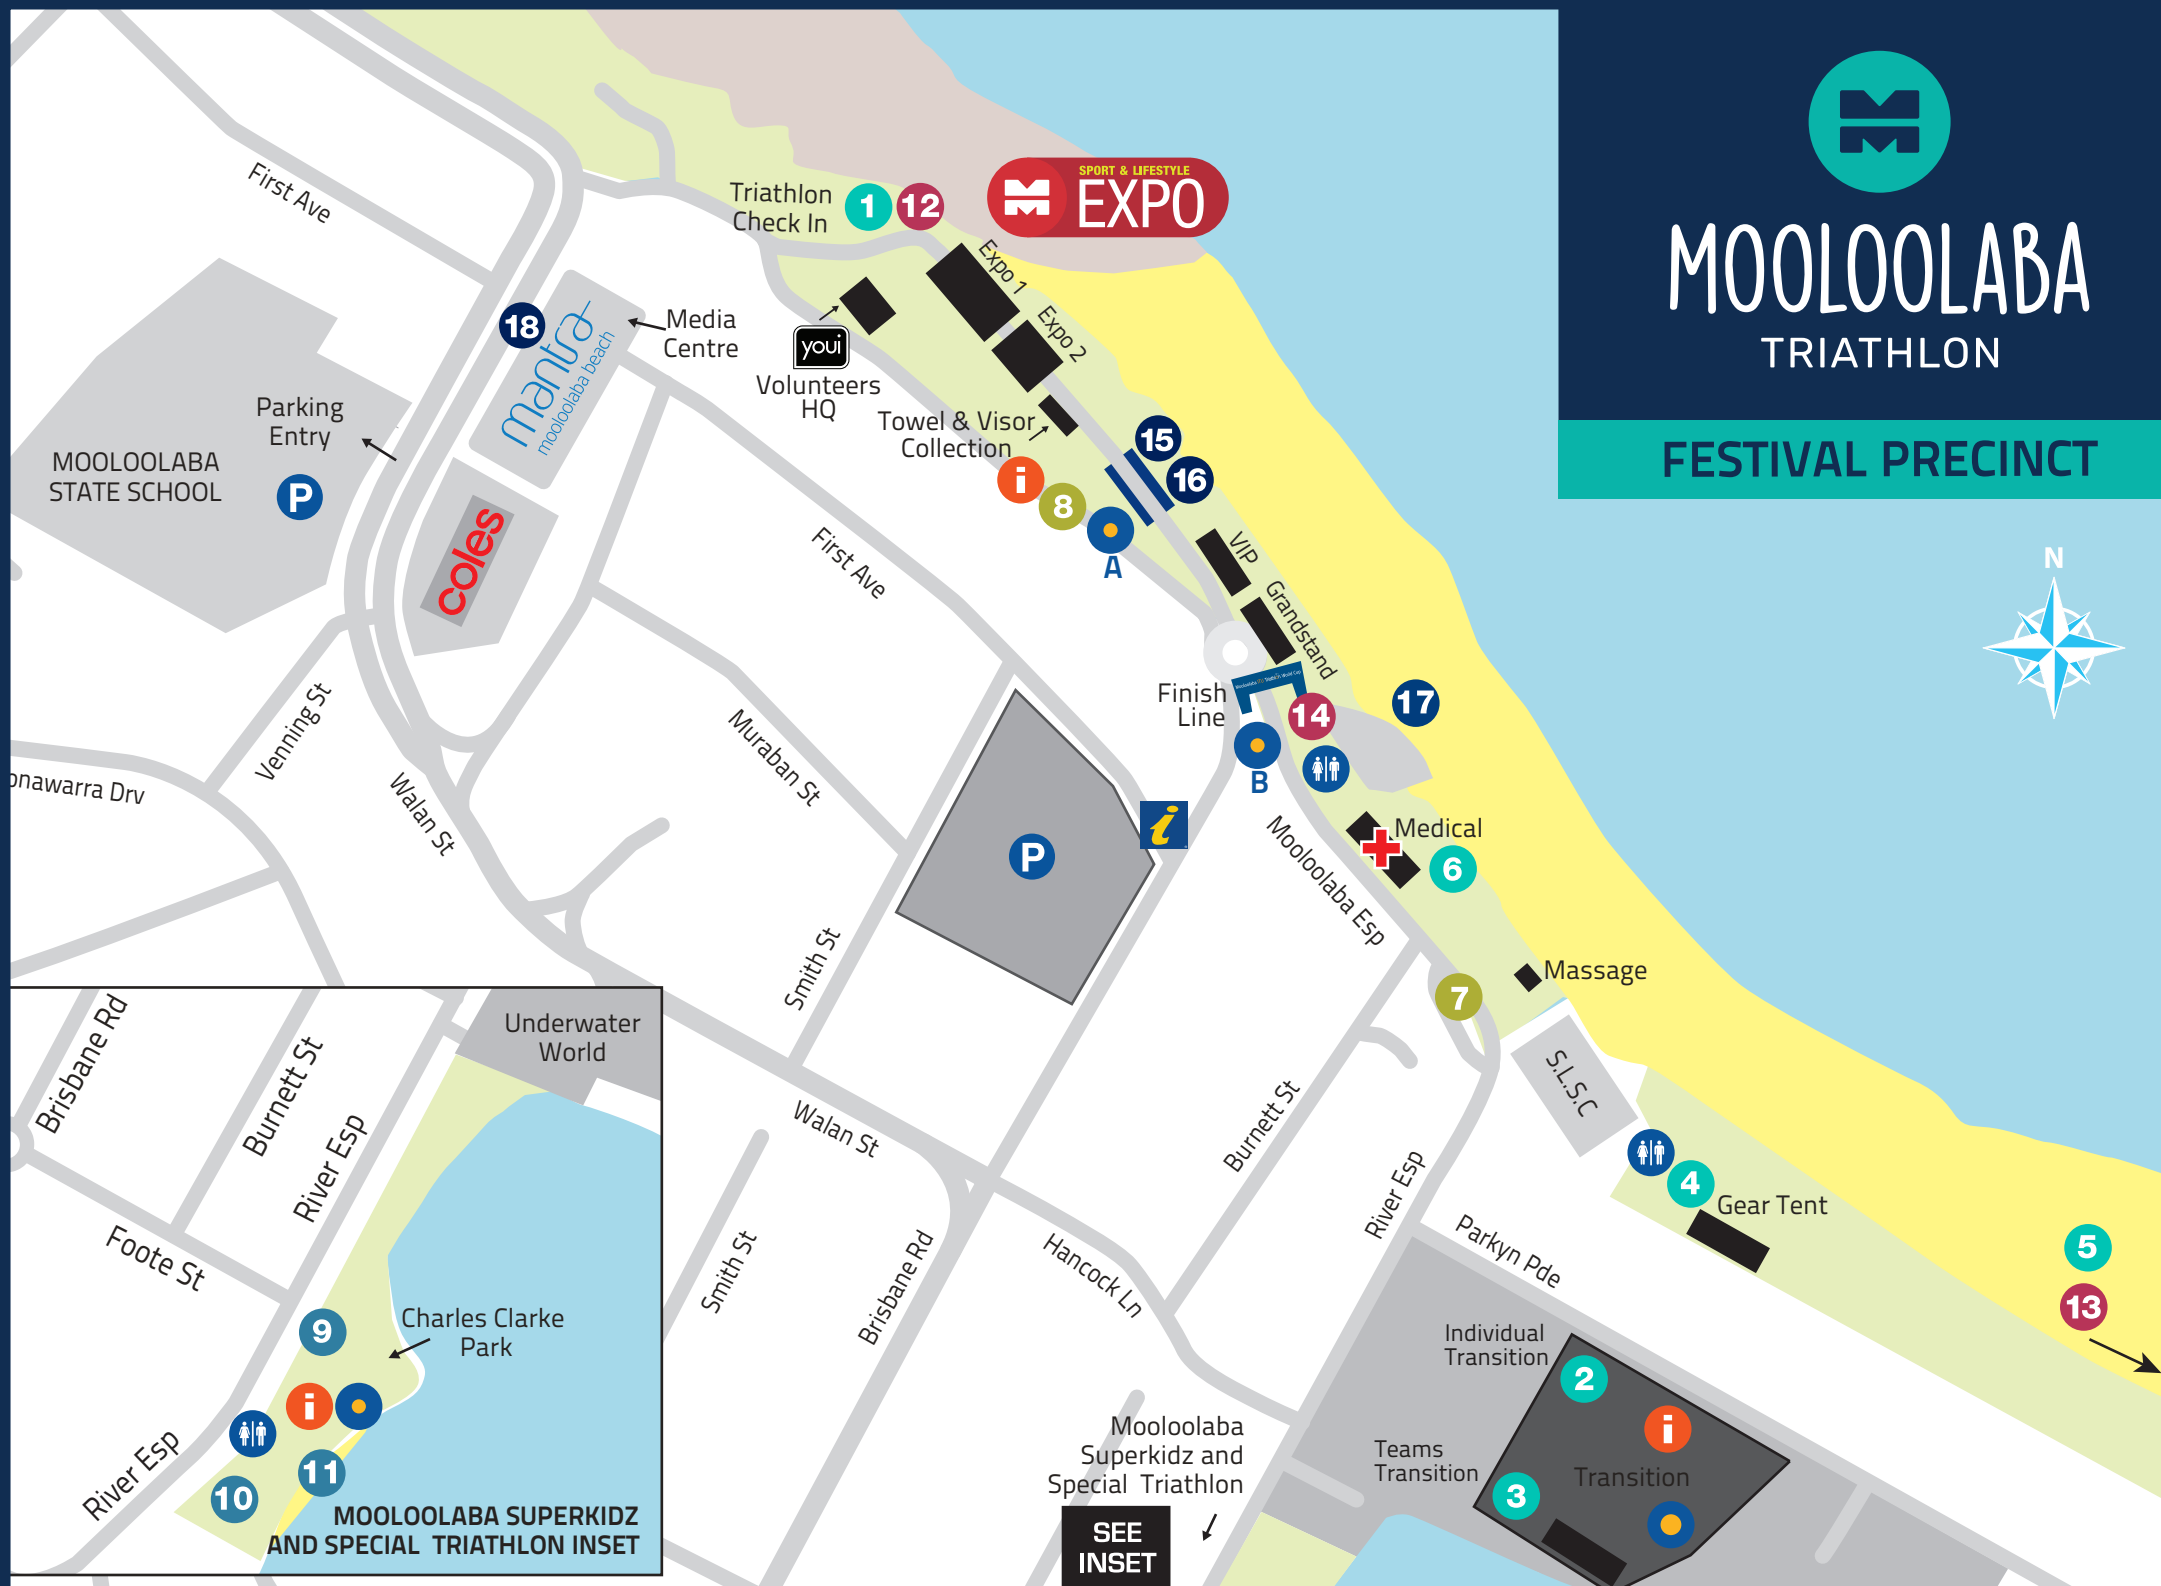 MOOLOOLABA
TRIATHLON
FESTIVAL PRECINCT
N
SPORT & LIFESTYLE
EXPO
Triathlon
Check In
1
12
Expo 1
Expo 2
First Ave
18
mantra
mooloolaba beach
Media
Centre
youi
Volunteers
HQ
Towel & Visor
Collection
Parking
Entry
MOOLOOLABA
STATE SCHOOL
P
coles
i
8
A
15
16
VIP
Grandstand
First Ave
Finish
Line
14
17
B
Venning St
onawarra Drv
Walan St
Muraban St
P
i
Medical
6
Mooloolaba Esp
Smith St
7
Massage
S.L.S.C
Walan St
Burnett St
River Esp
4
Gear Tent
5
13
Parkyn Pde
Smith St
Brisbane Rd
Hancock Ln
Individual
Transition
2
i
Teams
Transition
3
Transition
Mooloolaba
Superkidz and
Special Triathlon
SEE
INSET
Underwater
World
Brisbane Rd
Burnett St
River Esp
Foote St
9
Charles Clarke
Park
i
River Esp
10
11
MOOLOOLABA SUPERKIDZ
AND SPECIAL TRIATHLON INSET